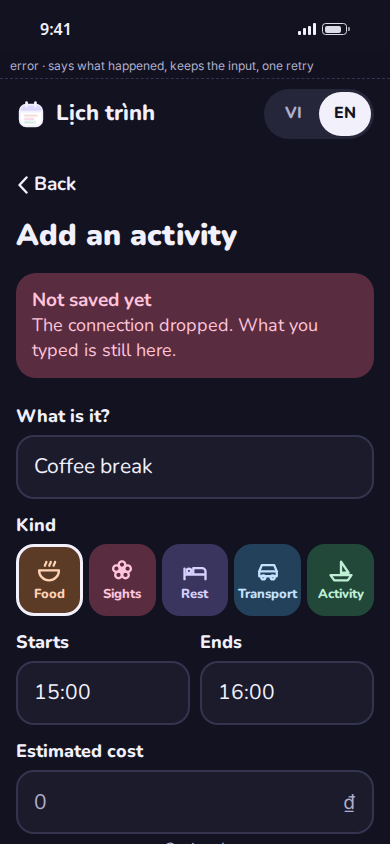 9:41
error · says what happened, keeps the input, one retry
Lịch trình
VI EN
Back
Add an activity
Not saved yet
The connection dropped. What you
typed is still here.
What is it?
Coffee break
Kind
Food Sights Rest Transport Activity
Starts Ends
15:00 16:00
Estimated cost
0 ₫